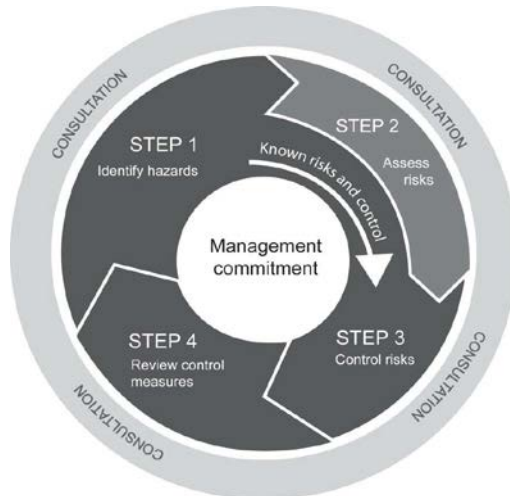 CONSULTATION
CONSULTATION
STEP 1
Identify hazards
STEP 2
Assess
risks
Known risks and control
Management
commitment
STEP 3
Control risks
STEP 4
Review control
measures
CONSULTATION
CONSULTATION